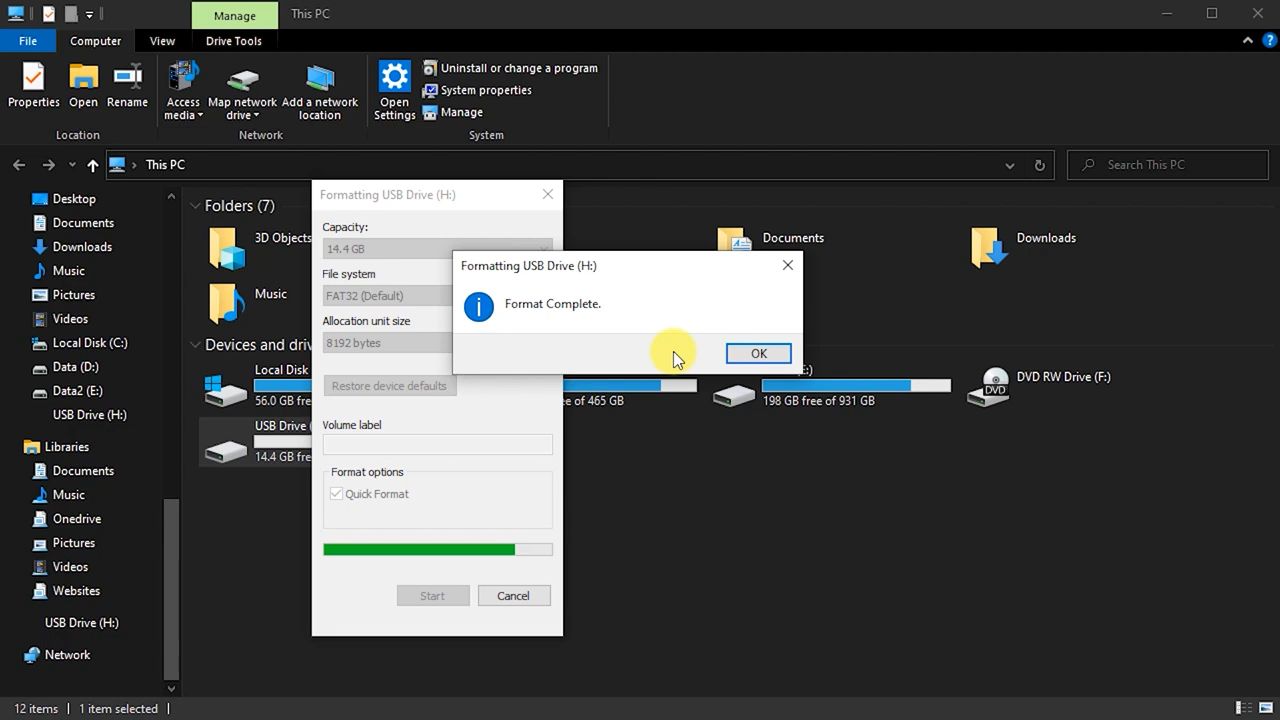 Manage
This PC
File
Computer
View
Drive Tools
Properties
Open
Rename
Access media
Map network drive
Add a network location
Open Settings
Uninstall or change a program
System properties
Manage
Location
Network
System
This PC
Search This PC
Desktop
Documents
Downloads
Music
Pictures
Videos
Local Disk (C:)
Data (D:)
Data2 (E:)
USB Drive (H:)
Libraries
Documents
Music
Onedrive
Pictures
Videos
Websites
USB Drive (H:)
Network
Folders (7)
3D Objects
Documents
Downloads
Music
Devices and dri
Local Disk
56.0 GB fre
e of 465 GB
E:)
198 GB free of 931 GB
DVD RW Drive (F:)
DVD
USB Drive (
14.4 GB fre
Formatting USB Drive (H:)
Capacity:
14.4 GB
File system
FAT32 (Default)
Allocation unit size
8192 bytes
Restore device defaults
Volume label
Format options
Quick Format
Start
Cancel
Formatting USB Drive (H:)
Format Complete.
OK
12 items
1 item selected